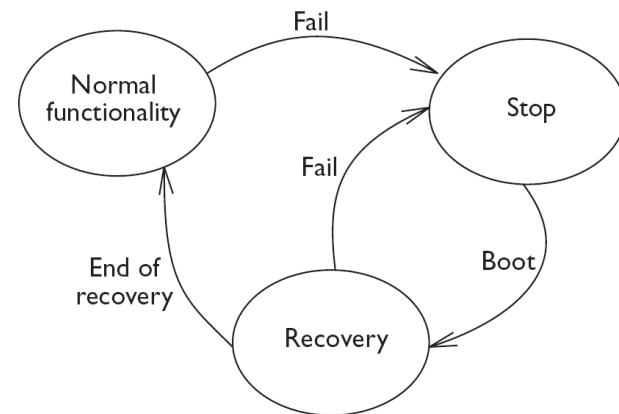 Fail
Normal
functionality
Stop
Fail
End of
recovery
Boot
Recovery